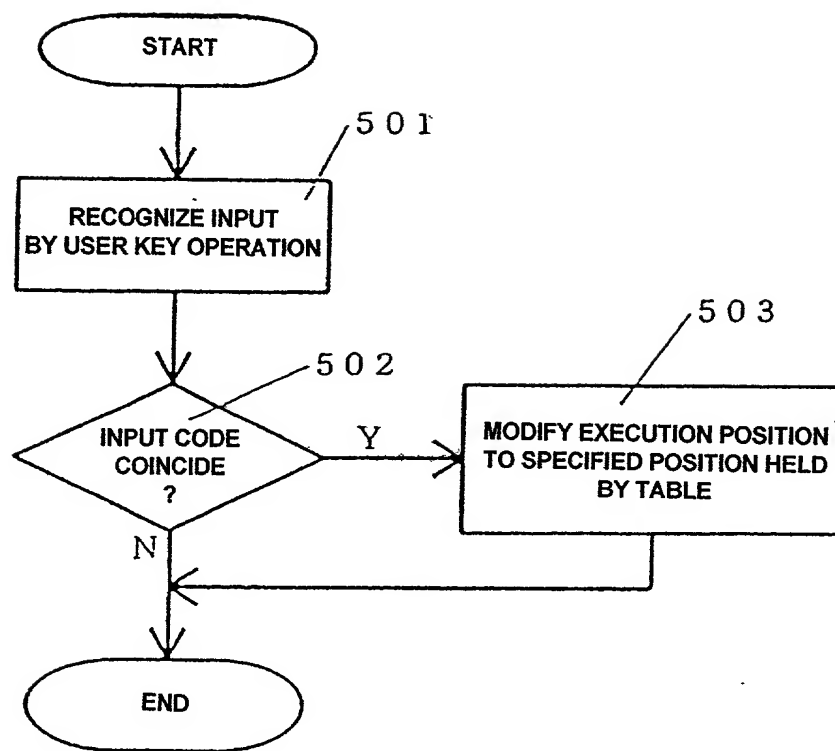 START
501
RECOGNIZE INPUT
BY USER KEY OPERATION
502
INPUT CODE
COINCIDE
?
Y
N
503
MODIFY EXECUTION POSITION
TO SPECIFIED POSITION HELD
BY TABLE
END